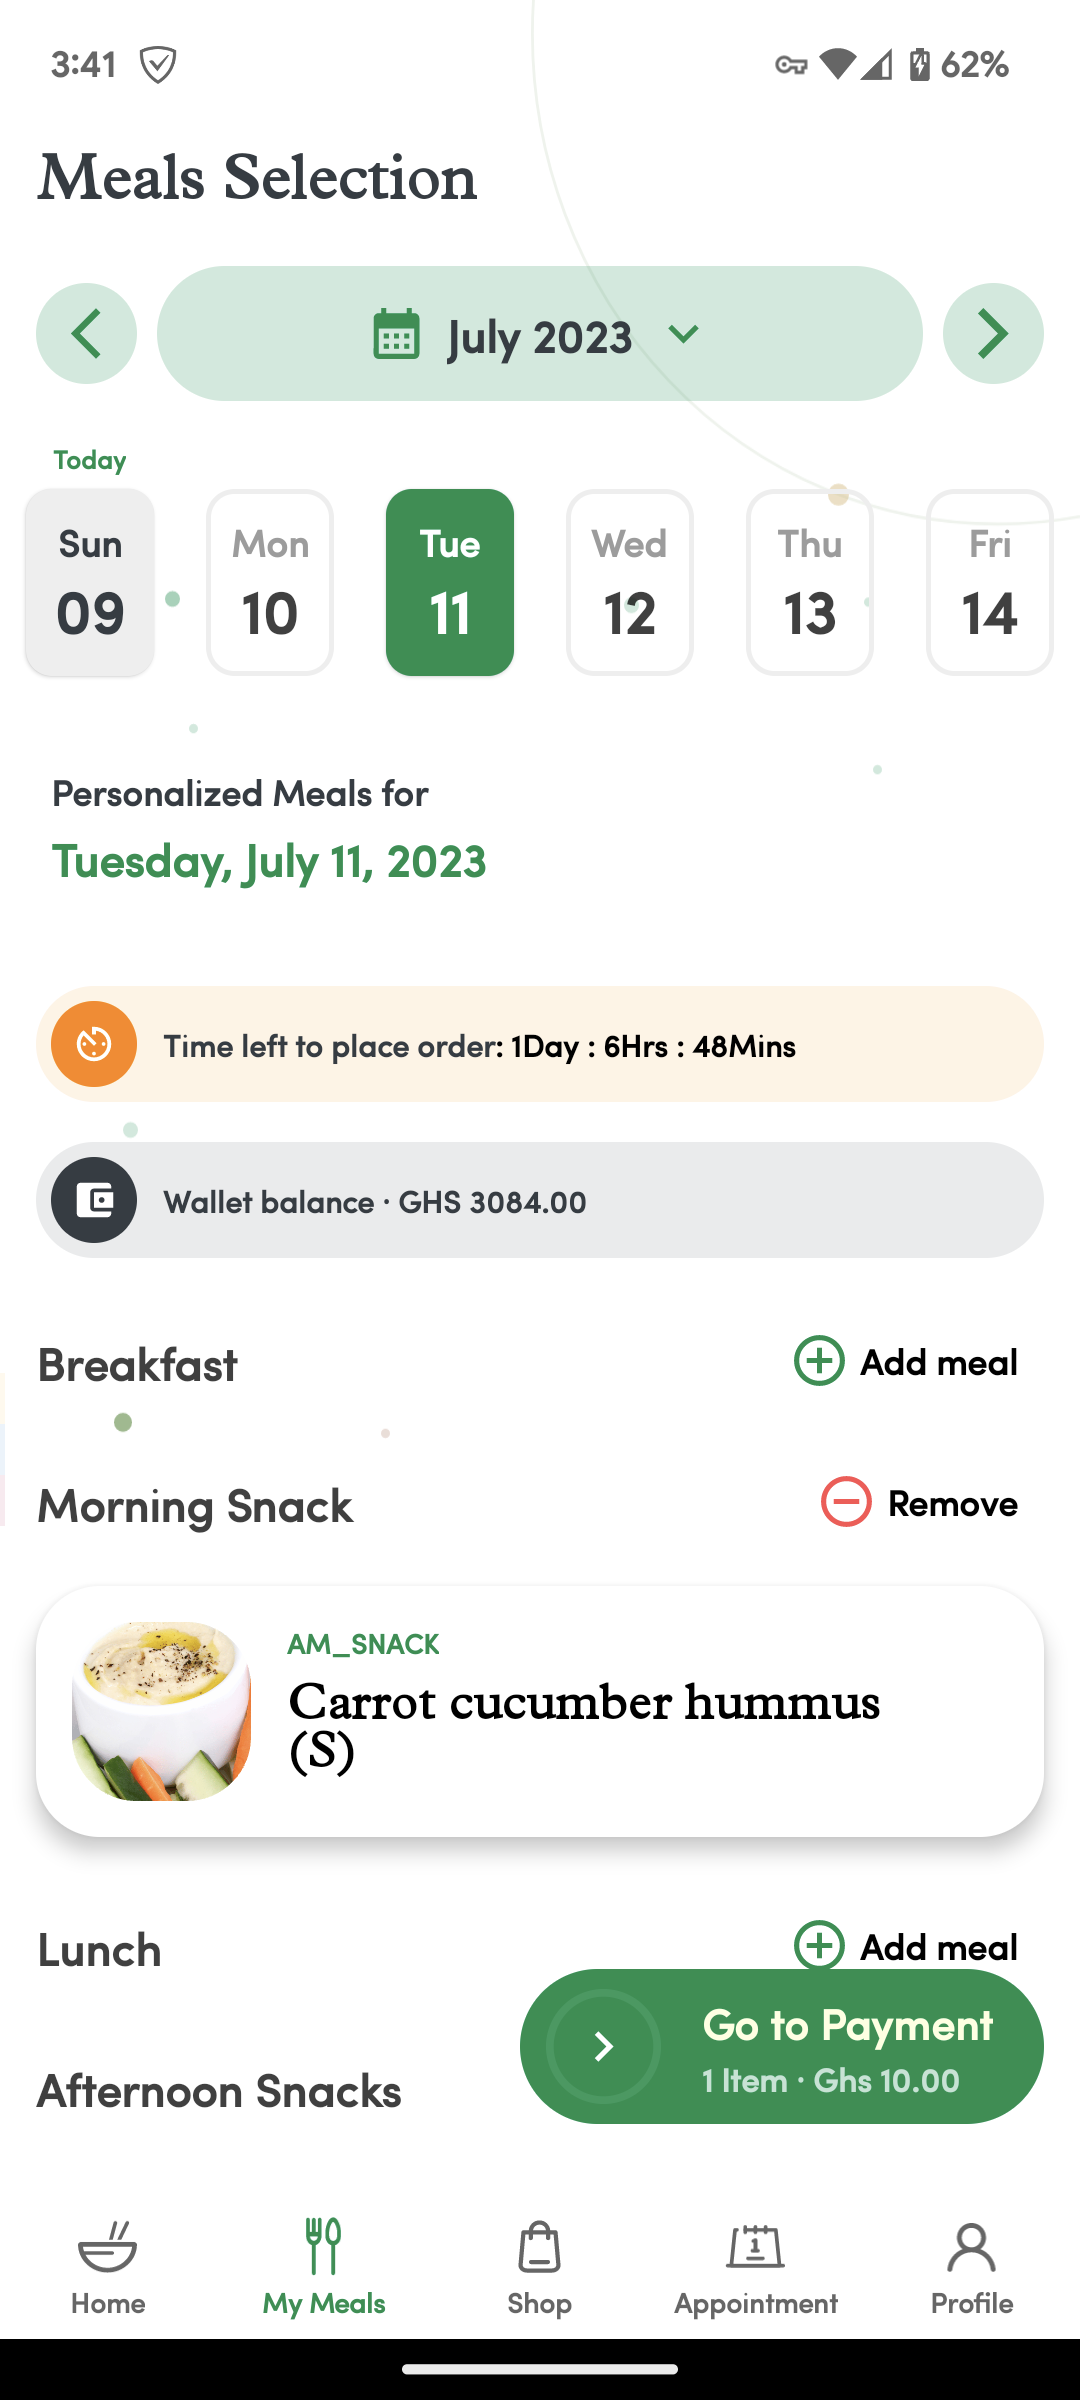 3:41
62%
Meals Selection
July 2023
Today
Sun Mon Tue Wed Thu Fri
09 10 11 12 13 14
Personalized Meals for
Tuesday, July 11, 2023
Time left to place order: 1Day : 6Hrs : 48Mins
Wallet balance · GHS 3084.00
Breakfast
Add meal
Morning Snack
Remove
AM_SNACK
Carrot cucumber hummus
(S)
Lunch
Add meal
Go to Payment
1 Item · Ghs 10.00
Afternoon Snacks
1
Home My Meals Shop Appointment Profile